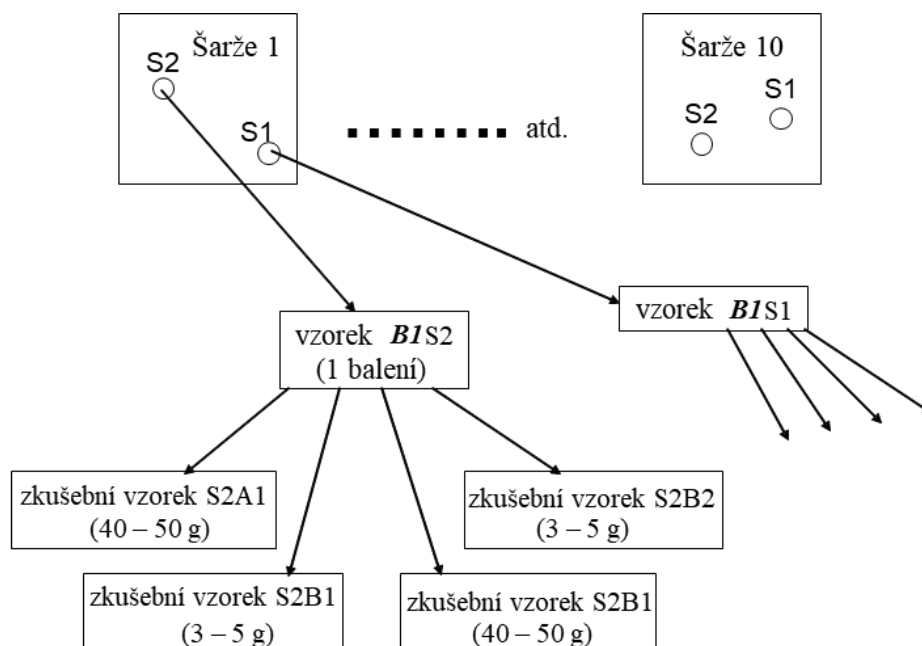 Šarže 1
S2
S1
atd.
Šarže 10
S1
S2
vzorek B1S2
(1 balení)
vzorek B1S1
zkušební vzorek S2A1
(40 – 50 g)
zkušební vzorek S2B2
(3 – 5 g)
zkušební vzorek S2B1
(3 – 5 g)
zkušební vzorek S2B1
(40 – 50 g)